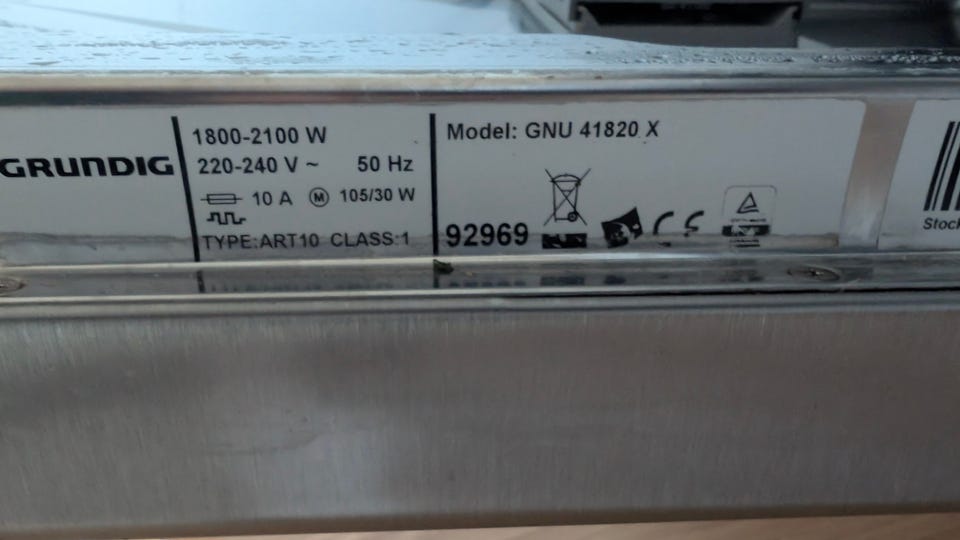 GRUNDIG
1800-2100 W
220-240 V ~ 50 Hz
10 A M 105/30 W
TYPE:ART10 CLASS:1
Model: GNU 41820 X
92969
CE
Stock